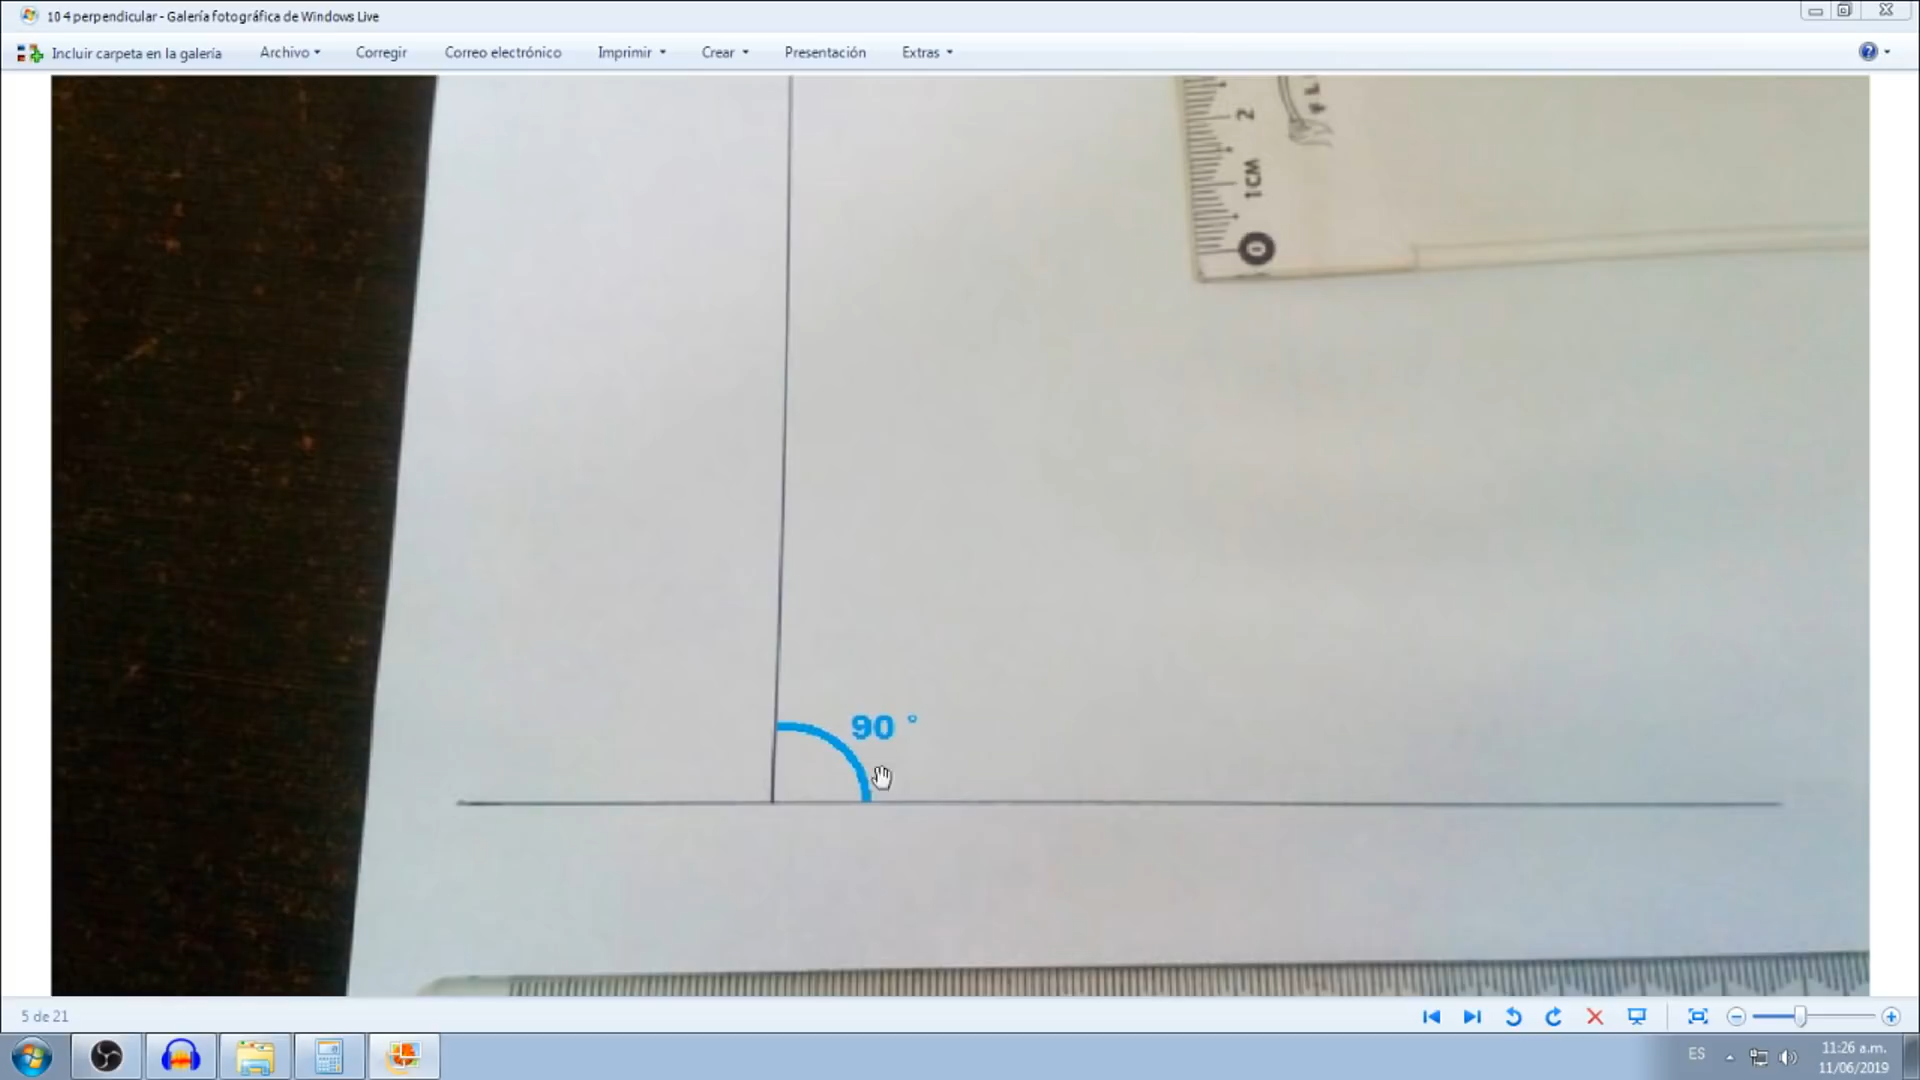 10 4 perpendicular - Galería fotográfica de Windows Live
Incluir carpeta en la galería Archivo Corregir Correo electrónico Imprimir Crear Presentación Extras
2
1CM
0
90 °
5 de 21
ES
11:26 a.m.
11/06/2019